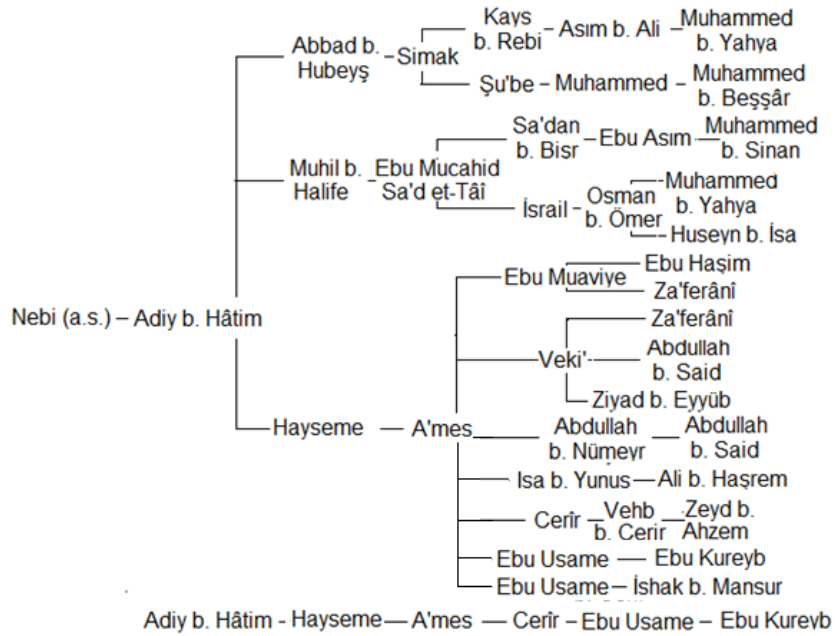 Kays
b. Rebi
Asım b. Ali
Muhammed
b. Yahya
Abbad b.
Hubeyş
Simak
Şu'be
Muhammed
Muhammed
b. Beşşâr
Sa'dan
b. Bisr
Ebu Asım
Muhammed
b. Sinan
Muhil b.
Halife
Ebu Mucahid
Sa'd et-Tâî
İsrail
Osman
b. Ömer
Muhammed
b. Yahya
Huseyn b. İsa
Nebi (a.s.) – Adiy b. Hâtim
Ebu Muaviye
Ebu Haşim
Za'ferânî
Veki'
Za'ferânî
Abdullah
b. Said
Ziyad b. Eyyüb
Hayseme
A'mes
Abdullah
b. Nümeyr
Abdullah
b. Said
Isa b. Yunus
Ali b. Haşrem
Cerîr
Vehb
b. Cerir
Zeyd b.
Ahzem
Ebu Usame
Ebu Kureyb
Ebu Usame
İshak b. Mansur
Adiy b. Hâtim - Hayseme — A'mes — Cerîr – Ebu Usame – Ebu Kureyb